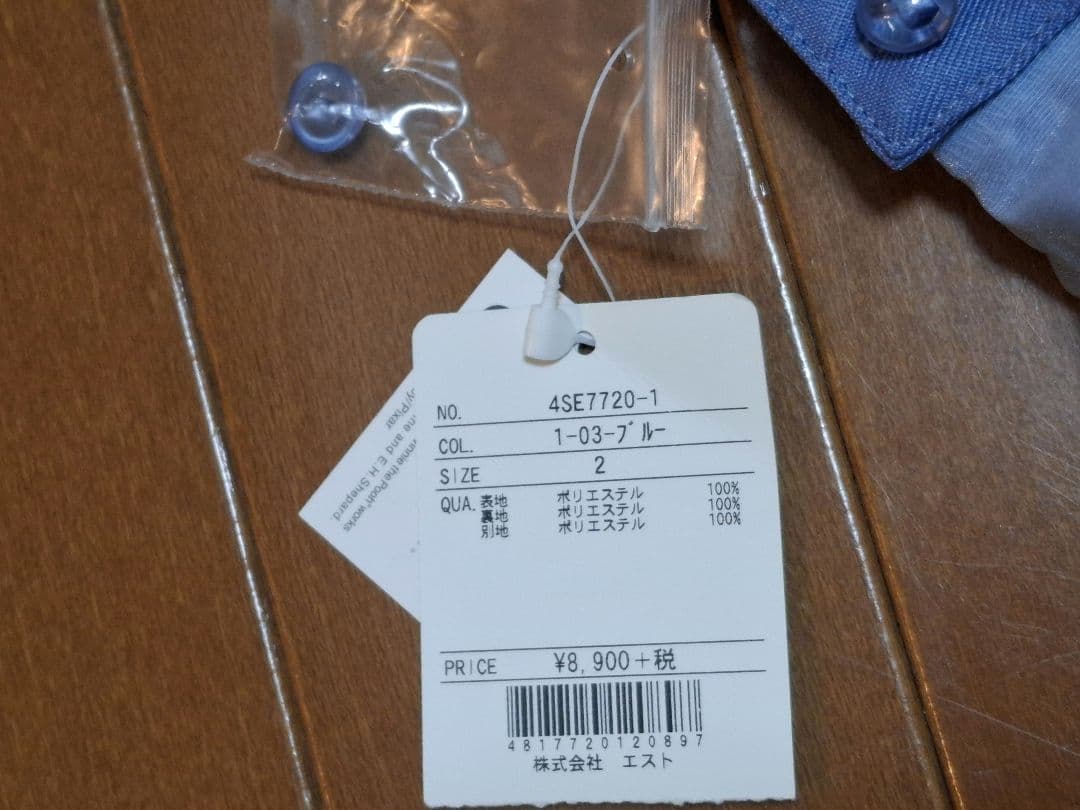 NO. 4SE7720-1
COL. 1-03-ﾌﾞﾙｰ
SIZE 2
QUA. 表地 ポリエステル 100%
裏地 ポリエステル 100%
別地 ポリエステル 100%
PRICE ¥8,900+税
4817720120897
株式会社 エスト
y/Pixar
ne and E.H. Shepard.
innie the Pooh" works